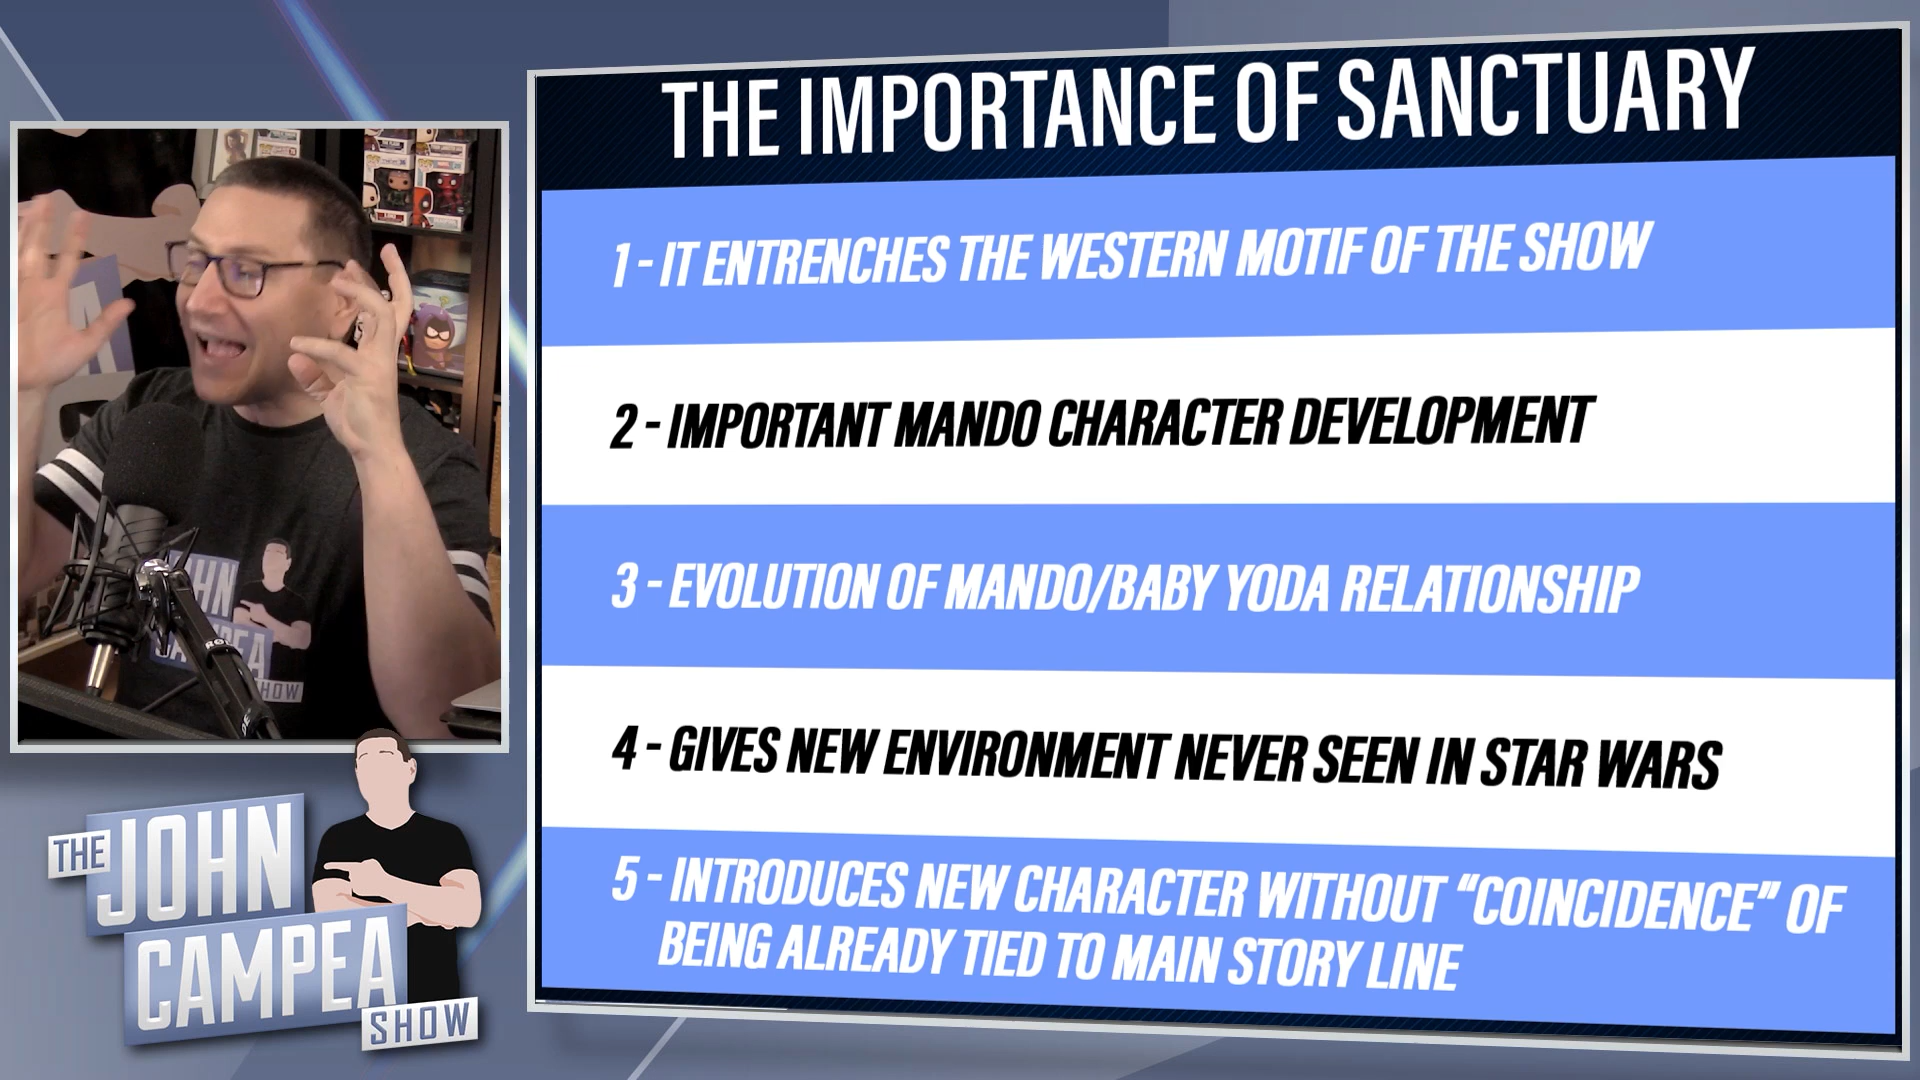 THE IMPORTANCE OF SANCTUARY
1 - IT ENTRENCHES THE WESTERN MOTIF OF THE SHOW
2 - IMPORTANT MANDO CHARACTER DEVELOPMENT
3 - EVOLUTION OF MANDO/BABY YODA RELATIONSHIP
4 - GIVES NEW ENVIRONMENT NEVER SEEN IN STAR WARS
5 - INTRODUCES NEW CHARACTER WITHOUT “COINCIDENCE” OF
BEING ALREADY TIED TO MAIN STORY LINE
THE
JOHN
CAMPEA
SHOW